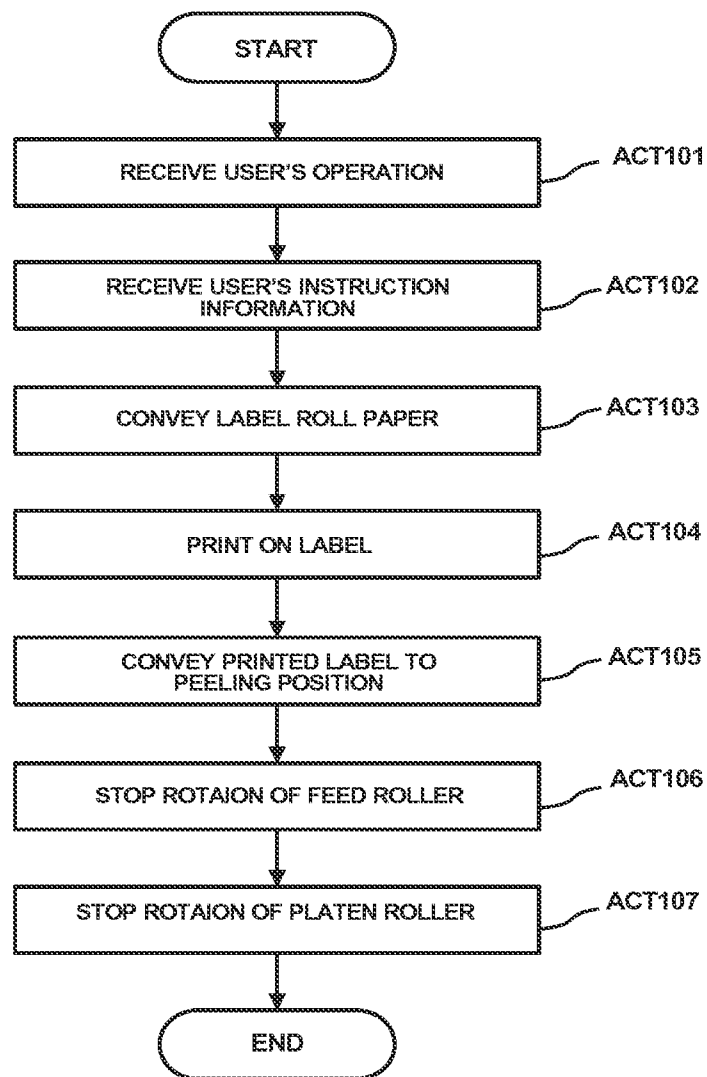 START
RECEIVE USER'S OPERATION
ACT101
RECEIVE USER'S INSTRUCTION
INFORMATION
ACT102
CONVEY LABEL ROLL PAPER
ACT103
PRINT ON LABEL
ACT104
CONVEY PRINTED LABEL TO
PEELING POSITION
ACT105
STOP ROTAION OF FEED ROLLER
ACT106
STOP ROTAION OF PLATEN ROLLER
ACT107
END